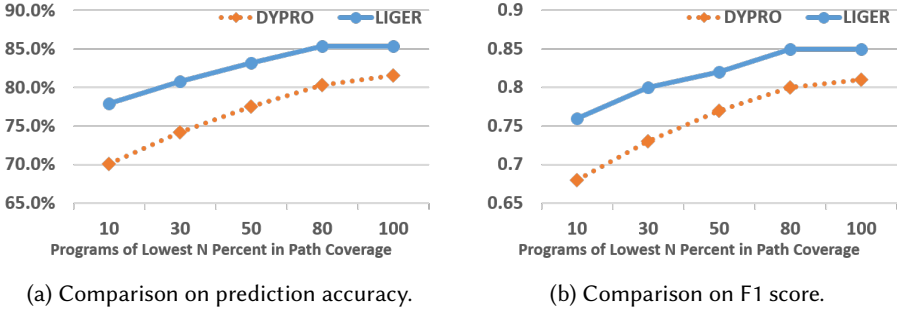 DYPRO LIGER
90.0%
85.0%
80.0%
75.0%
70.0%
65.0%
10 30 50 80 100
Programs of Lowest N Percent in Path Coverage
(a) Comparison on prediction accuracy.
DYPRO LIGER
0.9
0.85
0.8
0.75
0.7
0.65
10 30 50 80 100
Programs of Lowest N Percent in Path Coverage
(b) Comparison on F1 score.